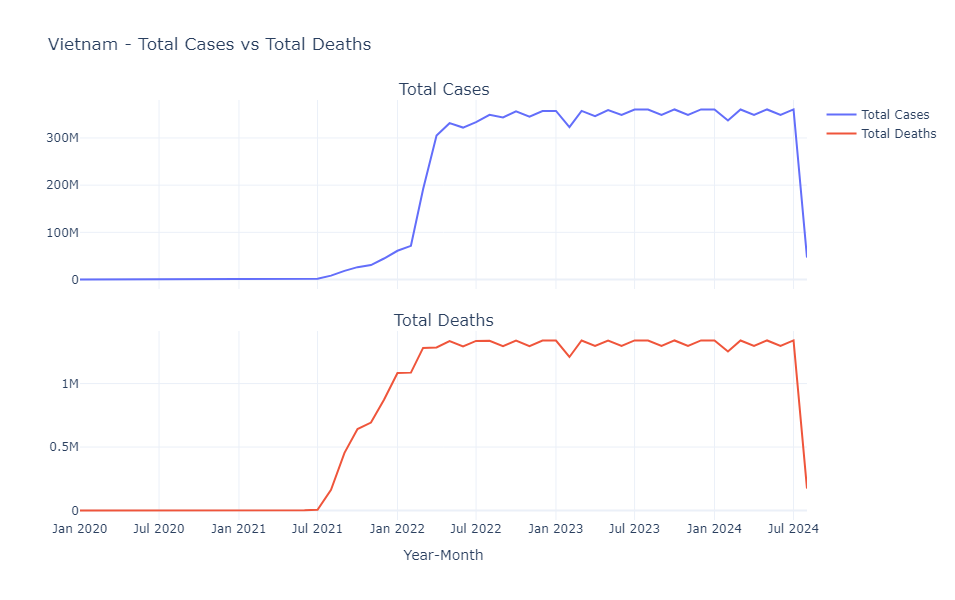 Vietnam - Total Cases vs Total Deaths
Total Cases
Total Cases
Total Deaths
300M
200M
100M
0
Total Deaths
1M
0.5M
0
Jan 2020 Jul 2020 Jan 2021 Jul 2021 Jan 2022 Jul 2022 Jan 2023 Jul 2023 Jan 2024 Jul 2024
Year-Month